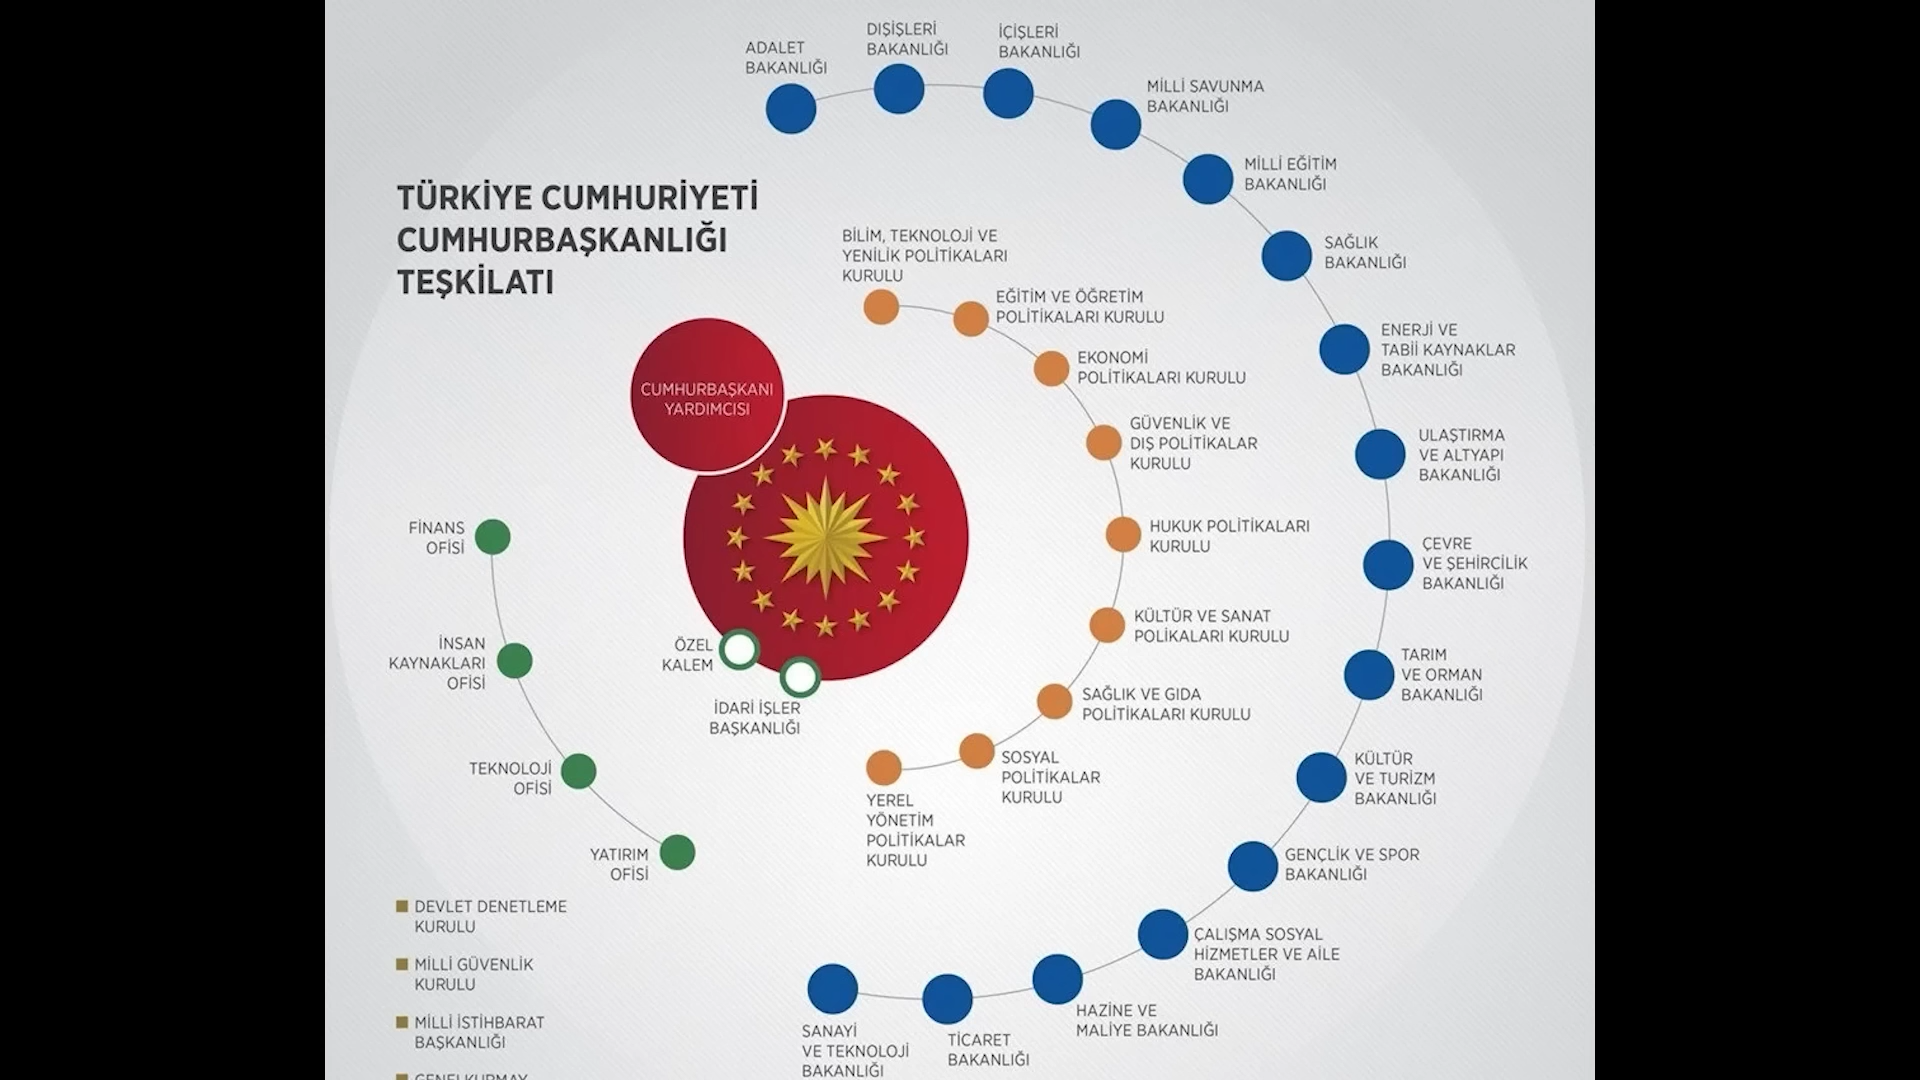 ADALET
BAKANLIĞI
DIŞİŞLERİ
BAKANLIĞI
İÇİŞLERİ
BAKANLIĞI
MİLLİ SAVUNMA
BAKANLIĞI
MİLLİ EĞİTİM
BAKANLIĞI
SAĞLIK
BAKANLIĞI
ENERJİ VE
TABİİ KAYNAKLAR
BAKANLIĞI
ULAŞTIRMA
VE ALTYAPI
BAKANLIĞI
ÇEVRE
VE ŞEHİRCİLİK
BAKANLIĞI
TARIM
VE ORMAN
BAKANLIĞI
KÜLTÜR
VE TURİZM
BAKANLIĞI
GENÇLİK VE SPOR
BAKANLIĞI
ÇALIŞMA SOSYAL
HİZMETLER VE AİLE
BAKANLIĞI
HAZİNE VE
MALİYE BAKANLIĞI
TİCARET
BAKANLIĞI
SANAYİ
VE TEKNOLOJİ
BAKANLIĞI
TÜRKİYE CUMHURİYETİ
CUMHURBAŞKANLIĞI
TEŞKİLATI
BİLİM, TEKNOLOJİ VE
YENİLİK POLİTİKALARI
KURULU
EĞİTİM VE ÖĞRETİM
POLİTİKALARI KURULU
EKONOMİ
POLİTİKALARI KURULU
GÜVENLİK VE
DIŞ POLİTİKALAR
KURULU
HUKUK POLİTİKALARI
KURULU
KÜLTÜR VE SANAT
POLİKALARI KURULU
SAĞLIK VE GIDA
POLİTİKALARI KURULU
SOSYAL
POLİTİKALAR
KURULU
YEREL
YÖNETİM
POLİTİKALAR
KURULU
CUMHURBAŞKANI
YARDIMCISI
ÖZEL
KALEM
İDARİ İŞLER
BAŞKANLIĞI
FİNANS
OFİSİ
İNSAN
KAYNAKLARI
OFİSİ
TEKNOLOJİ
OFİSİ
YATIRIM
OFİSİ
DEVLET DENETLEME
KURULU
MİLLİ GÜVENLİK
KURULU
MİLLİ İSTİHBARAT
BAŞKANLIĞI
GENELKURMAY